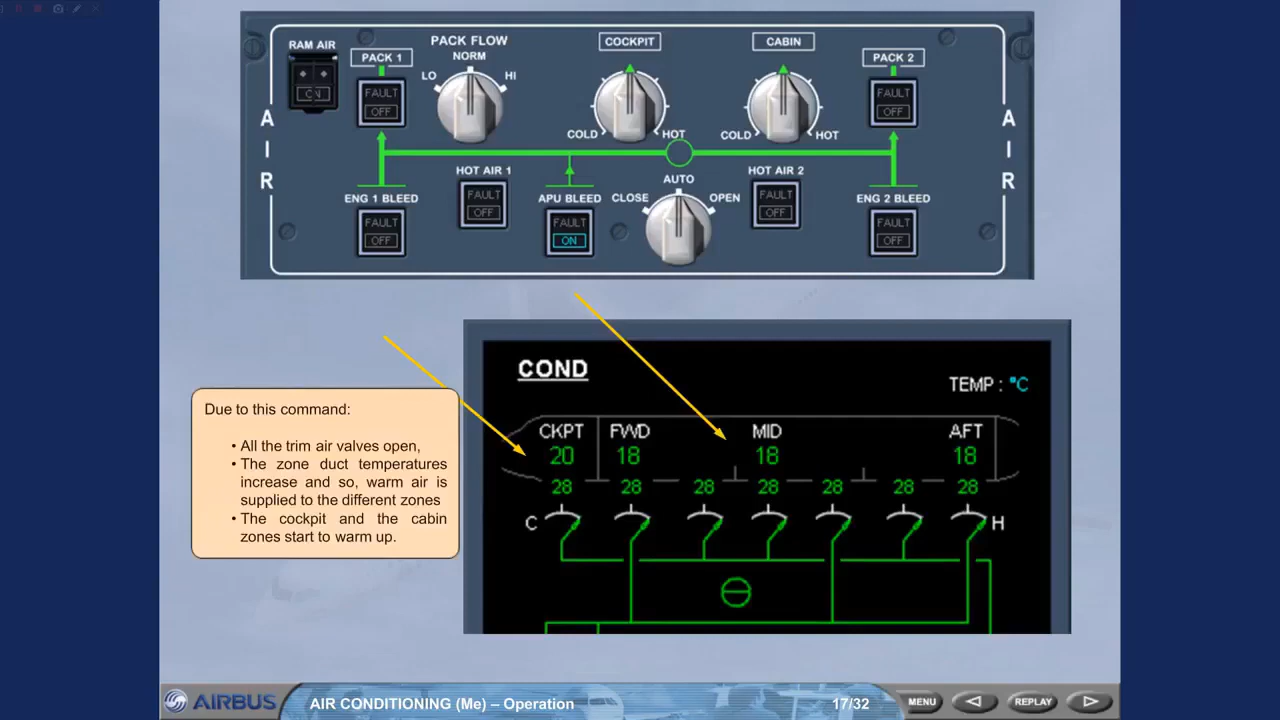 RAM AIR
ON
PACK 1
FAULT
OFF
PACK FLOW
NORM
LO
HI
COCKPIT
COLD
HOT
CABIN
COLD
HOT
PACK 2
FAULT
OFF
A
I
R
A
I
R
ENG 1 BLEED
FAULT
OFF
HOT AIR 1
FAULT
OFF
APU BLEED
FAULT
ON
AUTO
CLOSE
OPEN
HOT AIR 2
FAULT
OFF
ENG 2 BLEED
FAULT
OFF
Due to this command:
• All the trim air valves open,
• The zone duct temperatures
increase and so, warm air is
supplied to the different zones
• The cockpit and the cabin
zones start to warm up.
COND
TEMP : °C
CKPT FWD MID AFT
20 18 18 18
28 28 28 28 28 28 28
C H
AIRBUS
AIR CONDITIONING (Me) – Operation
17/32
MENU
REPLAY